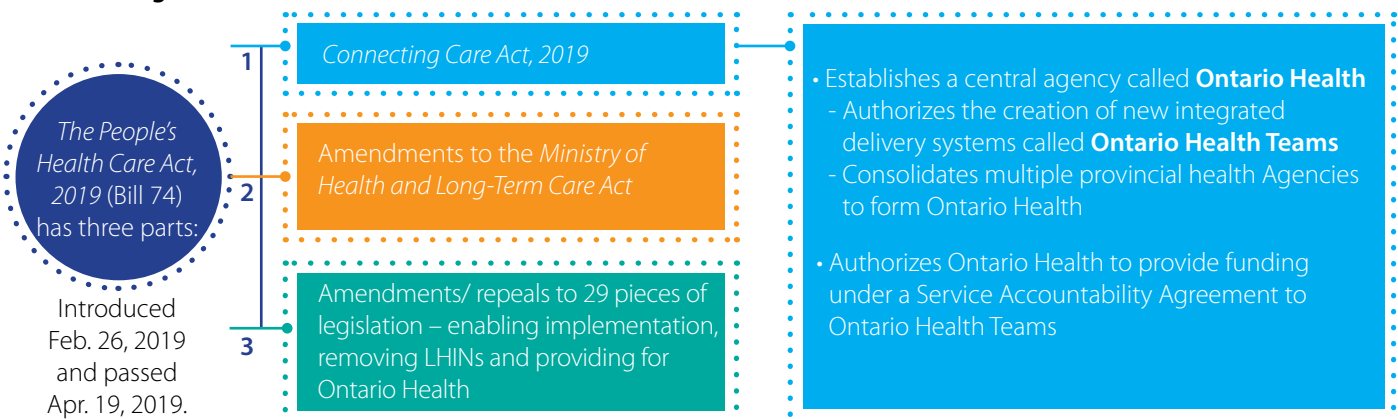 The People's
Health Care Act,
2019 (Bill 74)
has three parts:
Introduced
Feb. 26, 2019
and passed
Apr. 19, 2019.
1
Connecting Care Act, 2019
2
Amendments to the Ministry of
Health and Long-Term Care Act
3
Amendments/ repeals to 29 pieces of
legislation – enabling implementation,
removing LHINs and providing for
Ontario Health
• Establishes a central agency called Ontario Health
- Authorizes the creation of new integrated
delivery systems called Ontario Health Teams
- Consolidates multiple provincial health Agencies
to form Ontario Health
• Authorizes Ontario Health to provide funding
under a Service Accountability Agreement to
Ontario Health Teams